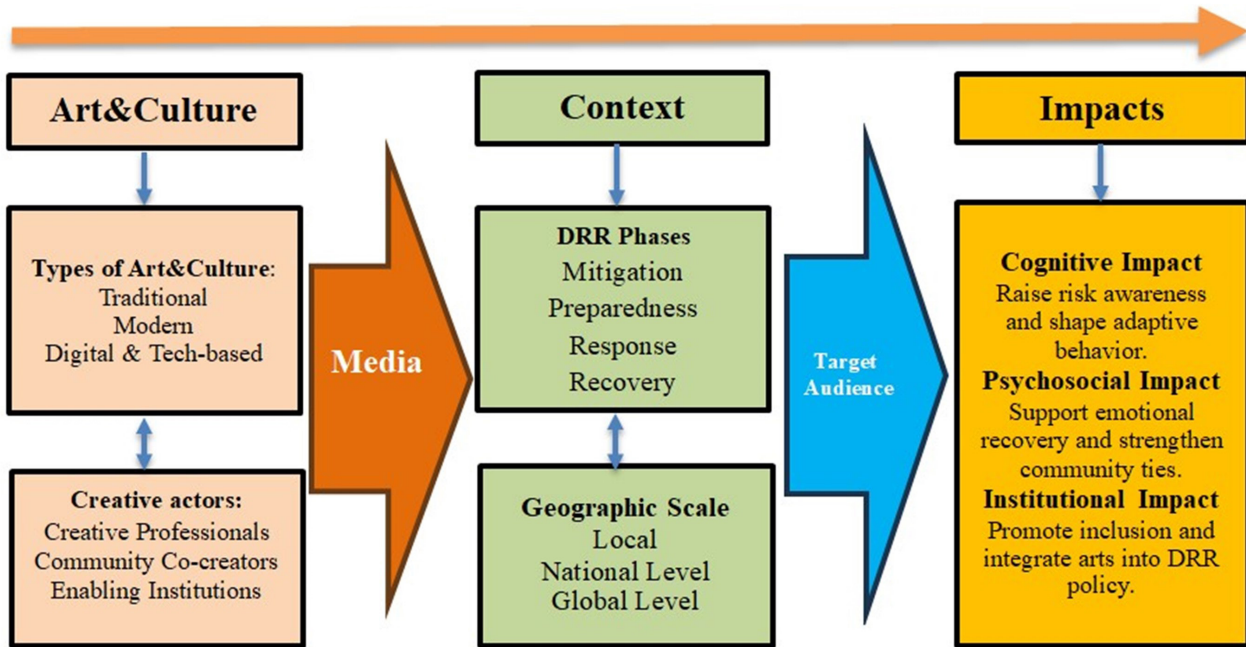 Art&Culture
Types of Art&Culture:
Traditional
Modern
Digital & Tech-based
Creative actors:
Creative Professionals
Community Co-creators
Enabling Institutions
Media
Context
DRR Phases
Mitigation
Preparedness
Response
Recovery
Geographic Scale
Local
National Level
Global Level
Target
Audience
Impacts
Cognitive Impact
Raise risk awareness
and shape adaptive
behavior.
Psychosocial Impact
Support emotional
recovery and strengthen
community ties.
Institutional Impact
Promote inclusion and
integrate arts into DRR
policy.